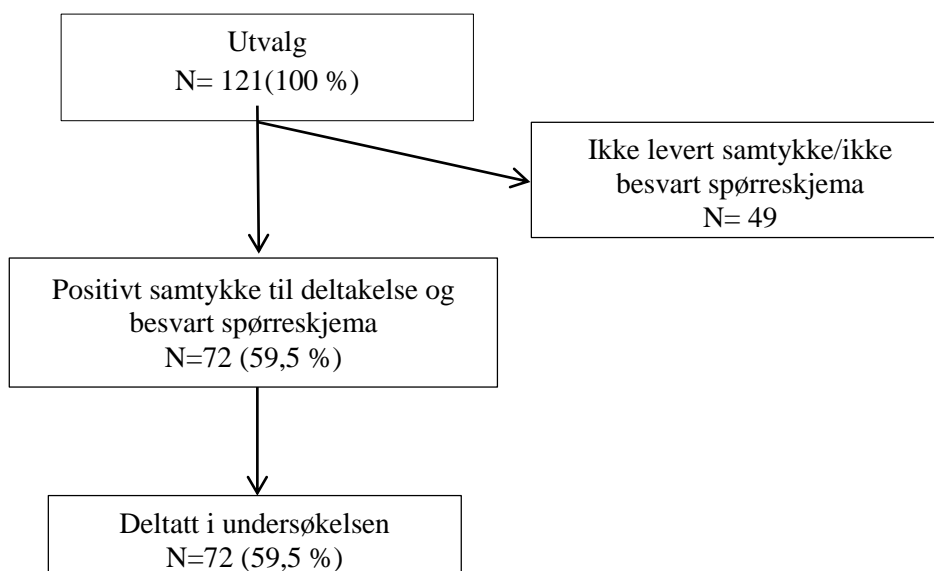 Utvalg
N= 121(100 %)
Ikke levert samtykke/ikke
besvart spørreskjema
N= 49
Positivt samtykke til deltakelse og
besvart spørreskjema
N=72 (59,5 %)
Deltatt i undersøkelsen
N=72 (59,5 %)